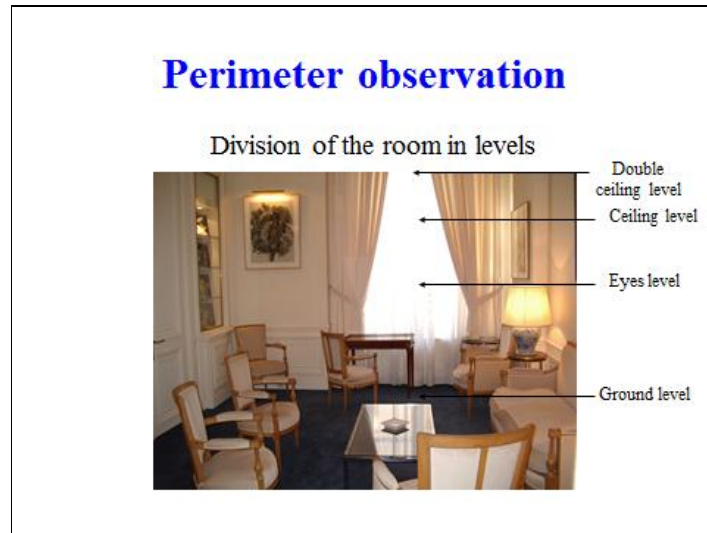 Perimeter observation
Division of the room in levels
Double
ceiling level
Ceiling level
Eyes level
Ground level